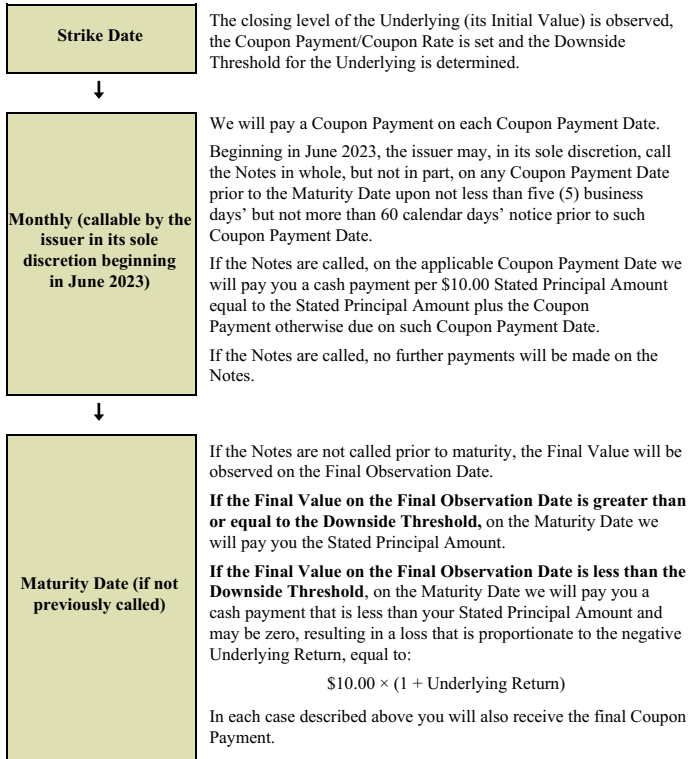 Strike Date
The closing level of the Underlying (its Initial Value) is observed,
the Coupon Payment/Coupon Rate is set and the Downside
Threshold for the Underlying is determined.
Monthly (callable by the
issuer in its sole
discretion beginning
in June 2023)
We will pay a Coupon Payment on each Coupon Payment Date.
Beginning in June 2023, the issuer may, in its sole discretion, call
the Notes in whole, but not in part, on any Coupon Payment Date
prior to the Maturity Date upon not less than five (5) business
days’ but not more than 60 calendar days’ notice prior to such
Coupon Payment Date.
If the Notes are called, on the applicable Coupon Payment Date we
will pay you a cash payment per $10.00 Stated Principal Amount
equal to the Stated Principal Amount plus the Coupon
Payment otherwise due on such Coupon Payment Date.
If the Notes are called, no further payments will be made on the
Notes.
Maturity Date (if not
previously called)
If the Notes are not called prior to maturity, the Final Value will be
observed on the Final Observation Date.
If the Final Value on the Final Observation Date is greater than
or equal to the Downside Threshold, on the Maturity Date we
will pay you the Stated Principal Amount.
If the Final Value on the Final Observation Date is less than the
Downside Threshold, on the Maturity Date we will pay you a
cash payment that is less than your Stated Principal Amount and
may be zero, resulting in a loss that is proportionate to the negative
Underlying Return, equal to:
$10.00 × (1 + Underlying Return)
In each case described above you will also receive the final Coupon
Payment.